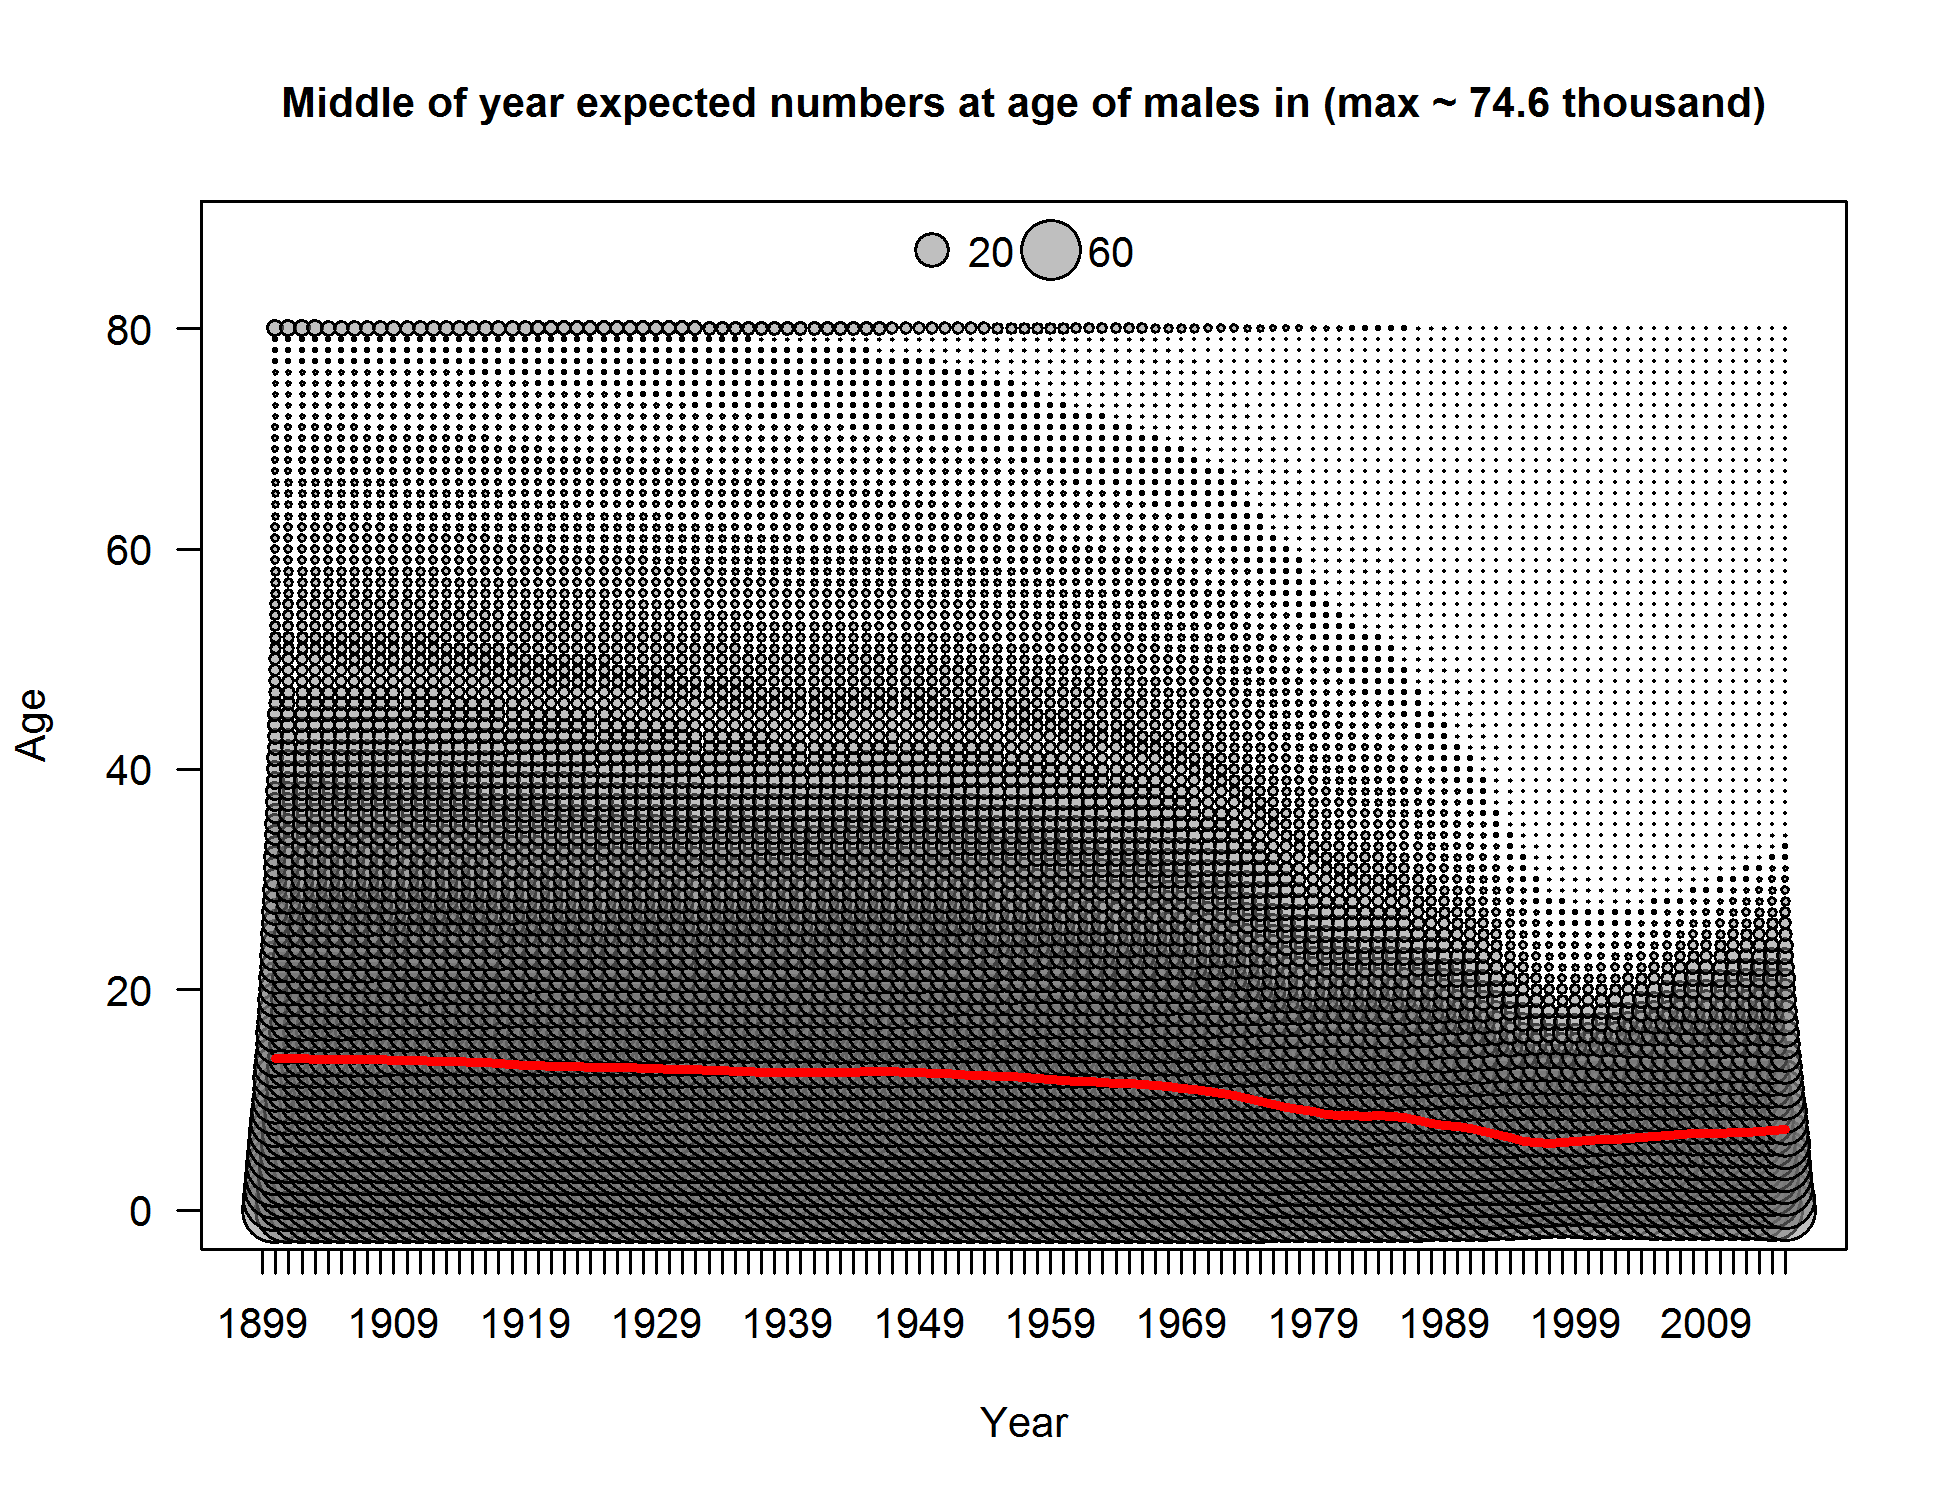 Middle of year expected numbers at age of males in (max ~ 74.6 thousand)
20 60
80
60
40
20
0
Age
1899 1909 1919 1929 1939 1949 1959 1969 1979 1989 1999 2009
Year